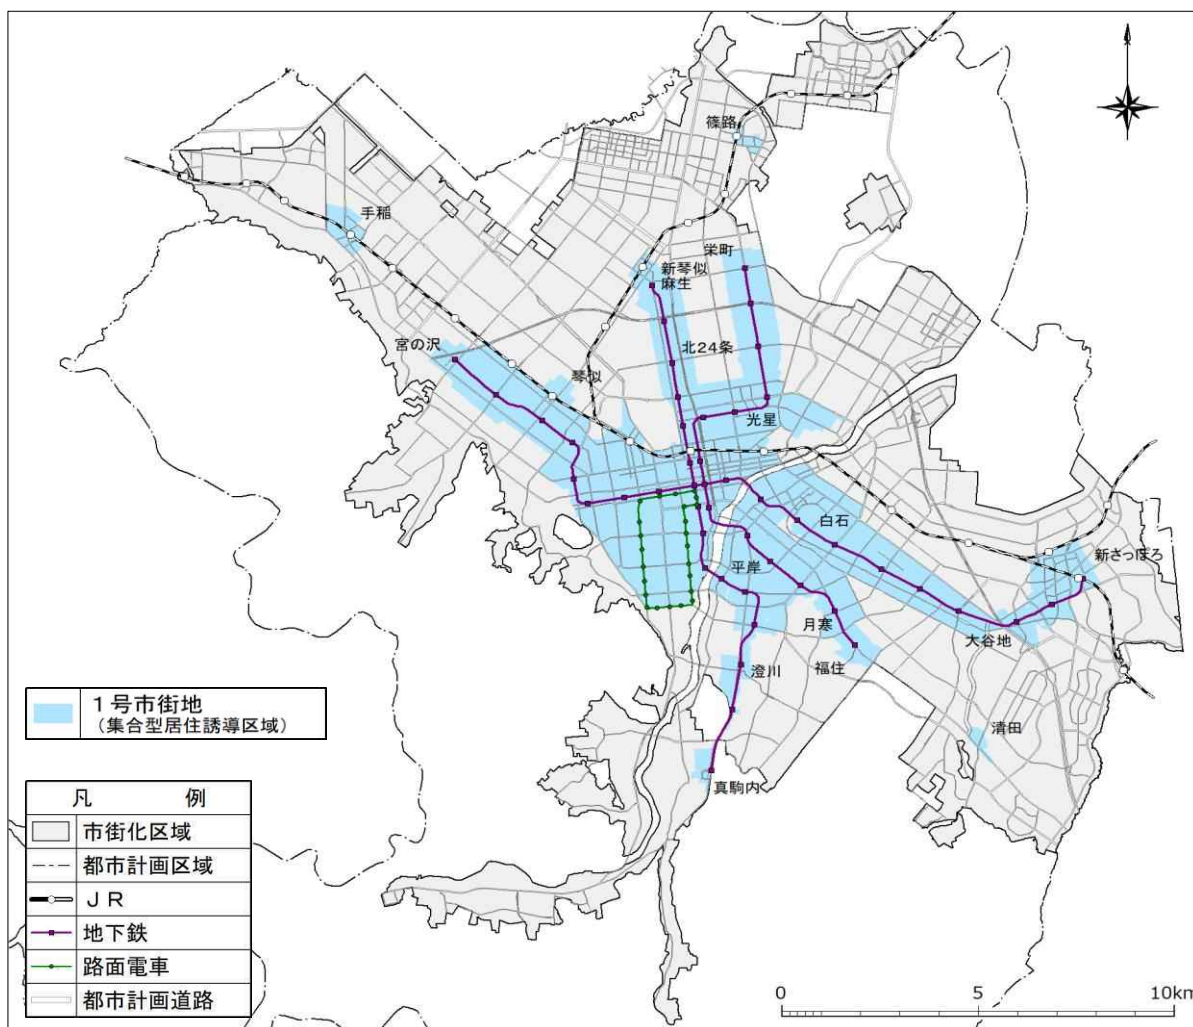 篠路
手稲
栄町
新琴似
麻生
宮の沢
北24条
琴似
光星
白石
新さっぽろ
平岸
月寒
大谷地
福住
澄川
清田
真駒内
1号市街地
(集合型居住誘導区域)
凡 例
市街化区域
都市計画区域
JR
地下鉄
路面電車
都市計画道路
0 5 10km